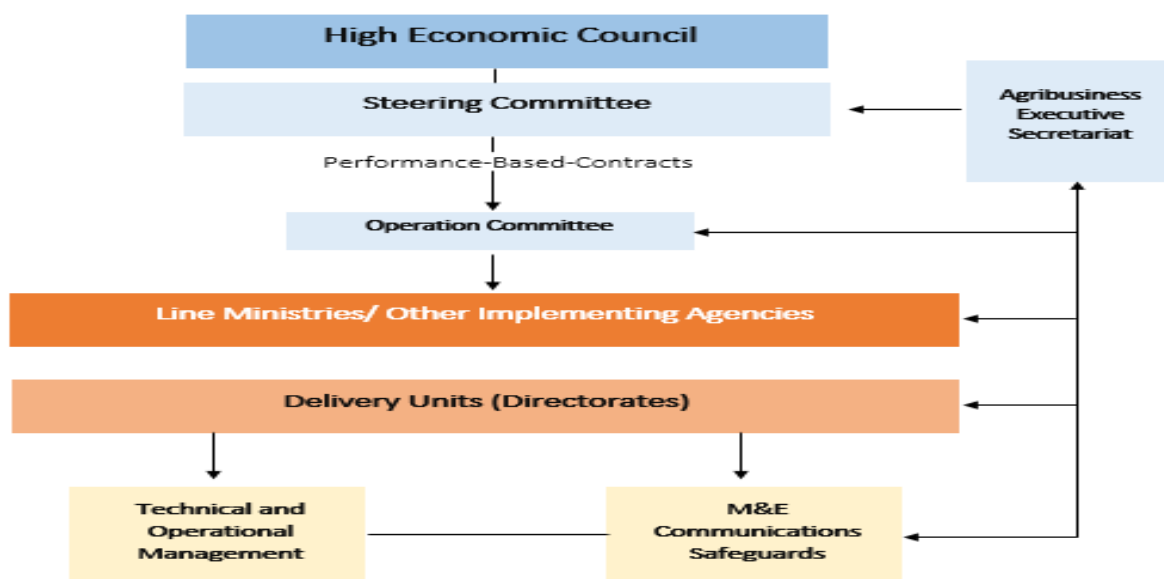 High Economic Council
Steering Committee
Agribusiness
Executive
Secretariat
Performance-Based-Contracts
Operation Committee
Line Ministries/ Other Implementing Agencies
Delivery Units (Directorates)
Technical and
Operational
Management
M&E
Communications
Safeguards